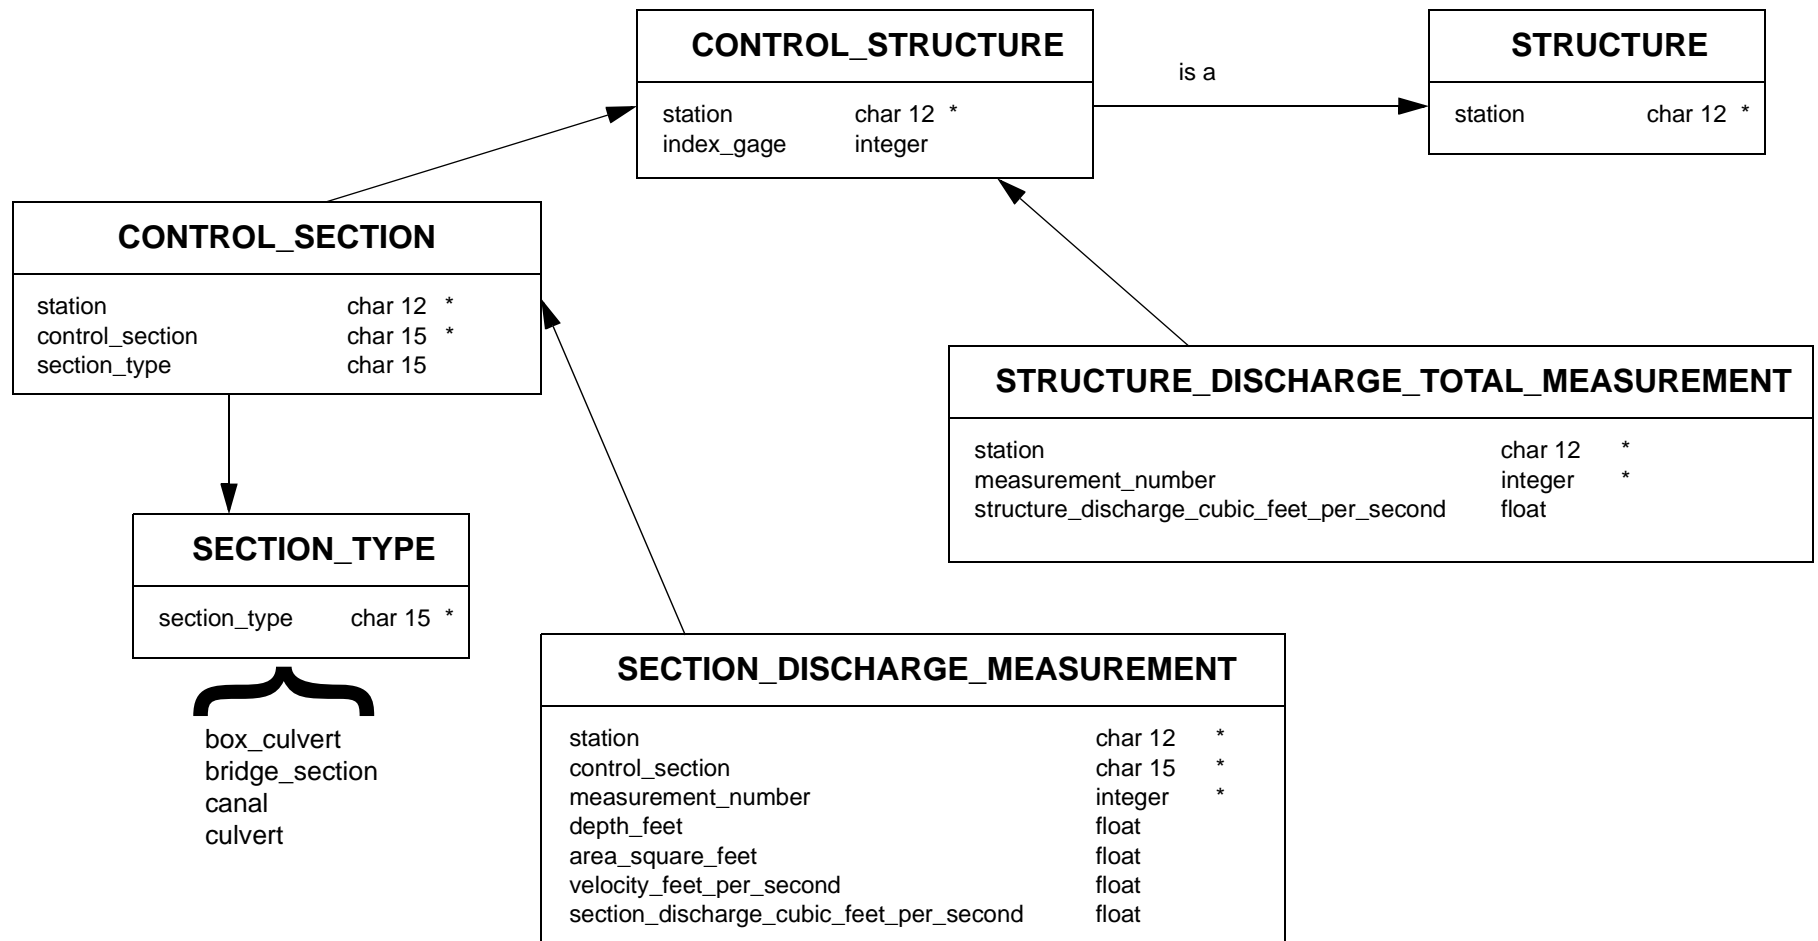 CONTROL_STRUCTURE
station char 12 *
index_gage integer
is a
STRUCTURE
station char 12 *
CONTROL_SECTION
station char 12 *
control_section char 15 *
section_type char 15
STRUCTURE_DISCHARGE_TOTAL_MEASUREMENT
station char 12 *
measurement_number integer *
structure_discharge_cubic_feet_per_second float
SECTION_TYPE
section_type char 15 *
box_culvert
bridge_section
canal
culvert
SECTION_DISCHARGE_MEASUREMENT
station char 12 *
control_section char 15 *
measurement_number integer *
depth_feet float
area_square_feet float
velocity_feet_per_second float
section_discharge_cubic_feet_per_second float